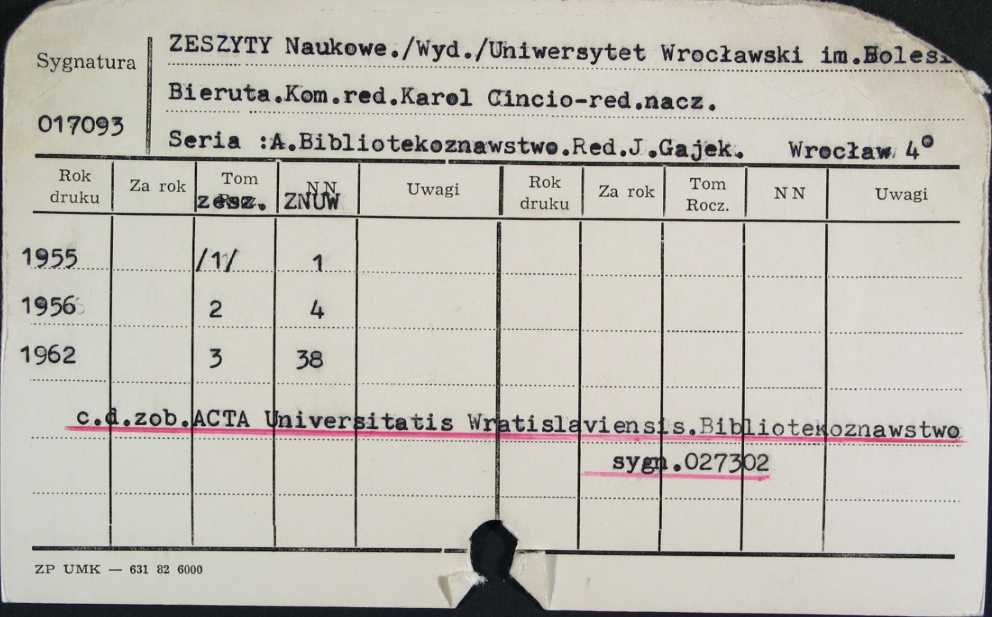 ZESZYTY Naukowe./Wyd./Uniwersytet Wrocławski im.Bolesł
Sygnatura
Bieruta.Kom.red.Karol Cincio-red.nacz.
017093
Seria :A.Bibliotekoznawstwo.Red.J.Gajek. Wrocław 4°
Rok druku Za rok Tom zesz. NN ZNUW Uwagi Rok druku Za rok Tom Rocz. NN Uwagi
1955 /1/ 1
1956 2 4
1962 3 38
c.d.zob.ACTA Universitatis Wratislaviensis.Bibliotekoznawstwo
sygn.027302
ZP UMK — 631 82 6000